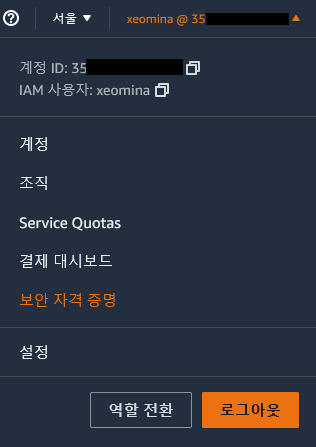 서울 ▼ xeomina @ 35
계정 ID: 35
IAM 사용자: xeomina
계정
조직
Service Quotas
결제 대시보드
보안 자격 증명
설정
역할 전환 로그아웃